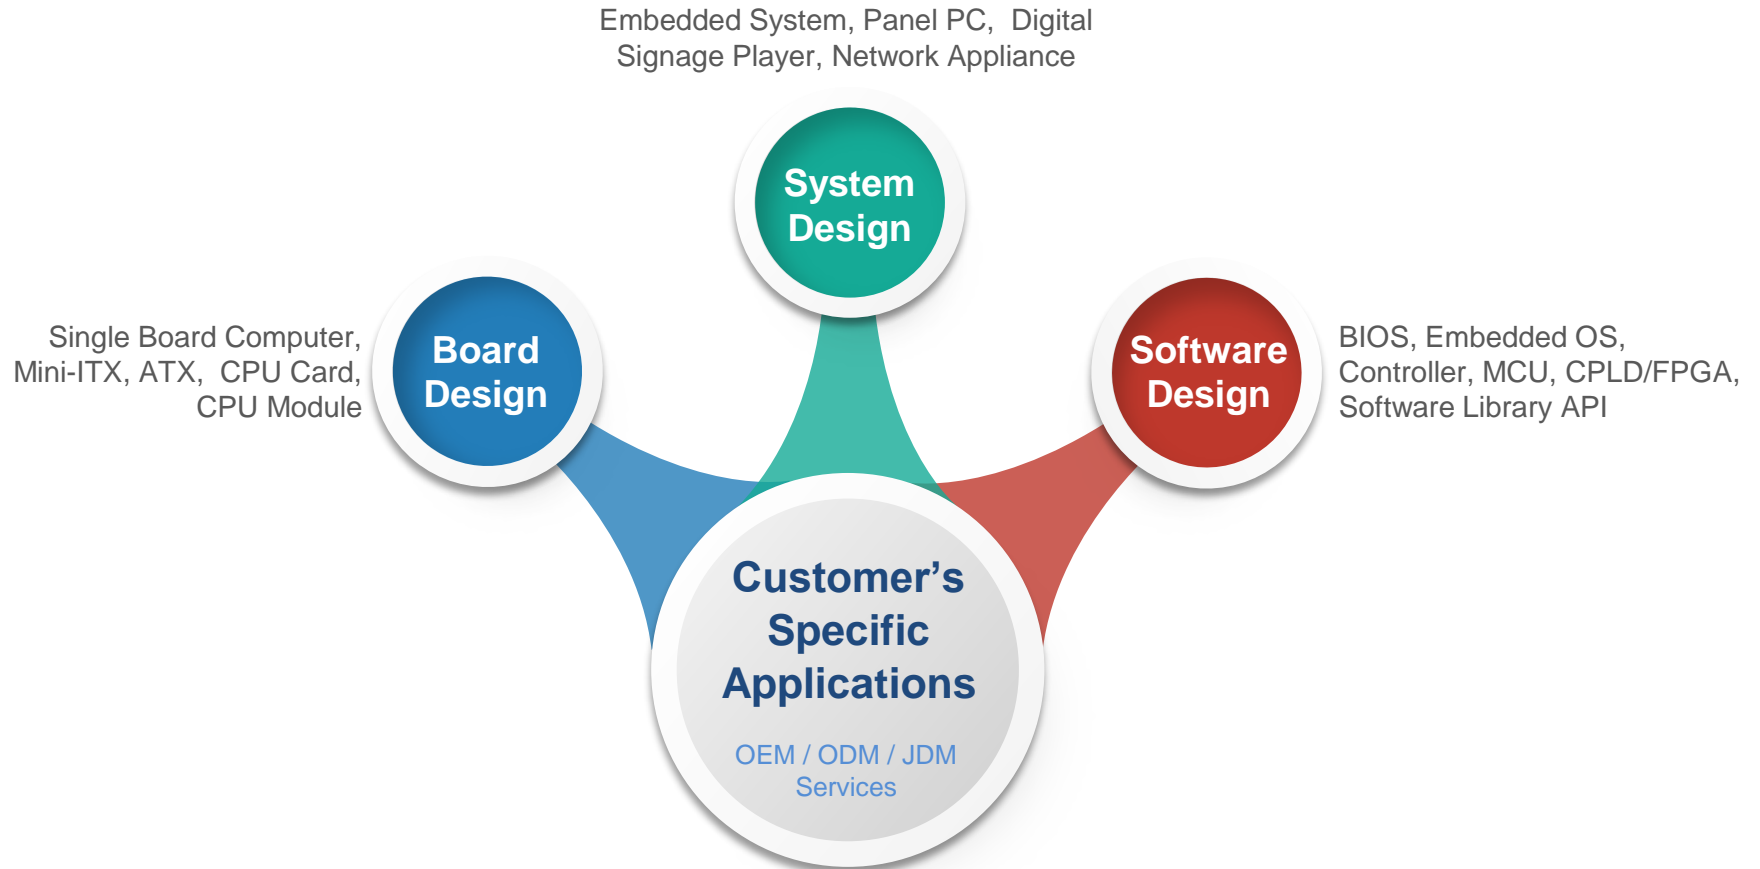 Embedded System, Panel PC,  Digital
Signage Player, Network Appliance
System
Design
Single Board Computer,
Mini-ITX, ATX,  CPU Card,
CPU Module
Board
Design
Software
Design
BIOS, Embedded OS,
Controller, MCU, CPLD/FPGA,
Software Library API
Customer’s
Specific
Applications
OEM / ODM / JDM
Services